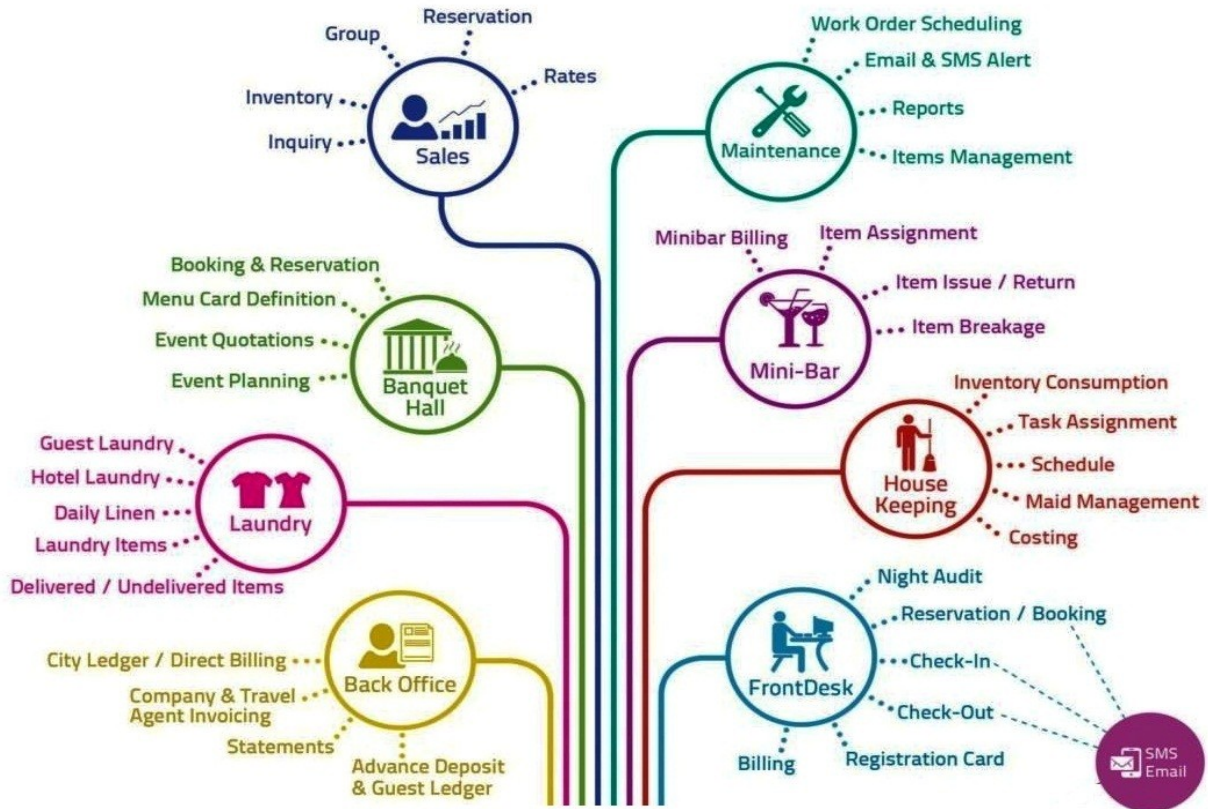 Reservation
Group
Rates
Inventory
Inquiry
Sales
Work Order Scheduling
Email & SMS Alert
Reports
Items Management
Maintenance
Booking & Reservation
Menu Card Definition
Event Quotations
Event Planning
Banquet
Hall
Minibar Billing
Item Assignment
Item Issue / Return
Item Breakage
Mini-Bar
Guest Laundry
Hotel Laundry
Daily Linen
Laundry Items
Delivered / Undelivered Items
Laundry
Inventory Consumption
Task Assignment
Schedule
Maid Management
Costing
House
Keeping
City Ledger / Direct Billing
Company & Travel
Agent Invoicing
Statements
Advance Deposit
& Guest Ledger
Back Office
Night Audit
Reservation / Booking
Check-In
Check-Out
Registration Card
Billing
FrontDesk
SMS
Email